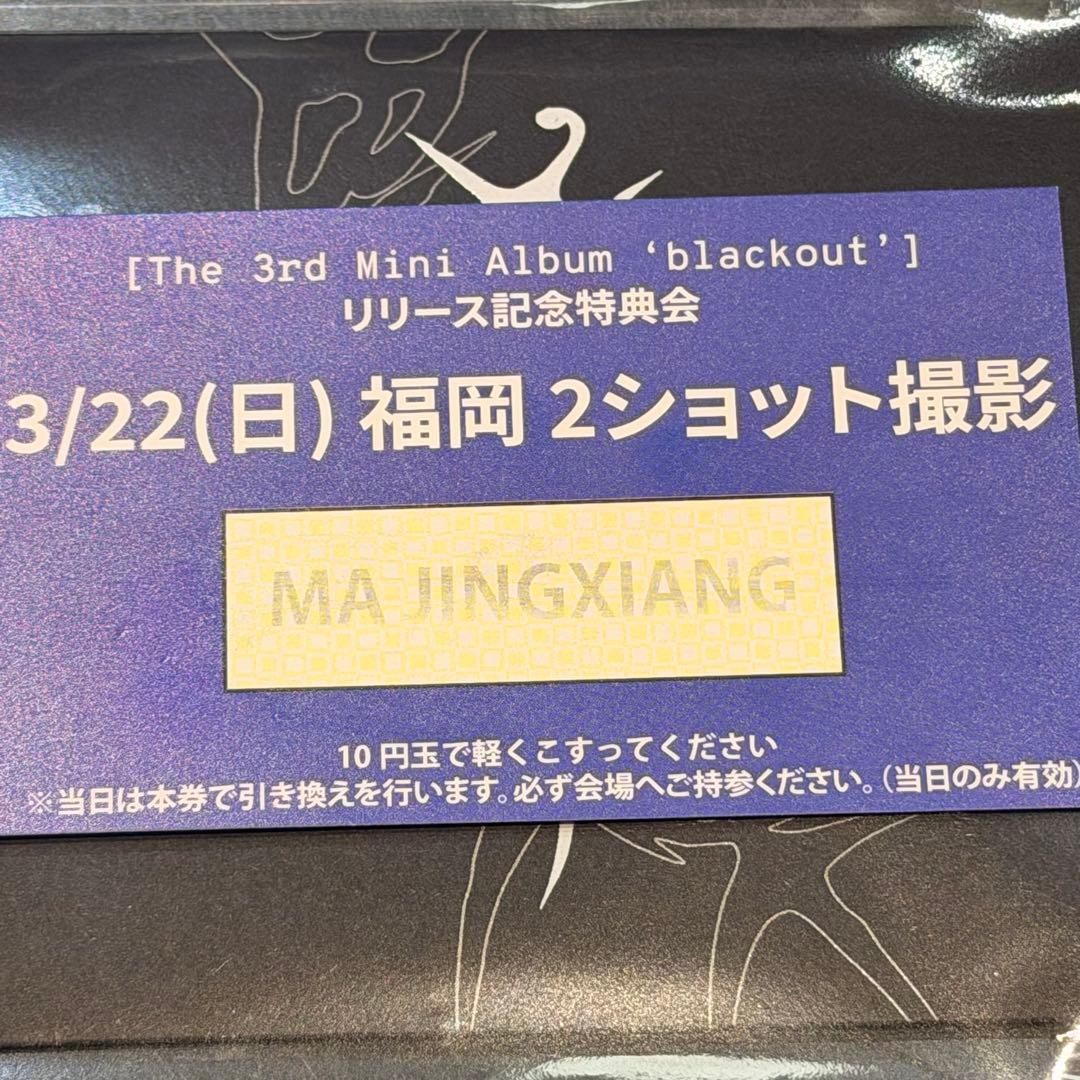 [The 3rd Mini Album ‘blackout’]
リリース記念特典会
3/22(日) 福岡 2ショット撮影
MA JINGXIANG
10円玉で軽くこすってください
※当日は本券で引き換えを行います。必ず会場へご持参ください。(当日のみ有効)